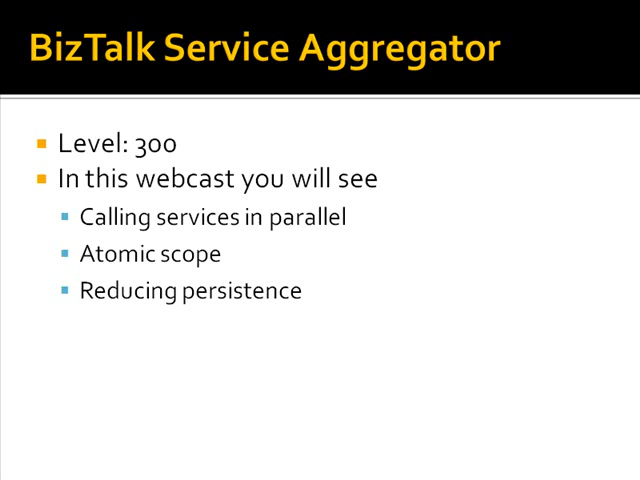 BizTalk Service Aggregator
Level: 300
In this webcast you will see
Calling services in parallel
Atomic scope
Reducing persistence